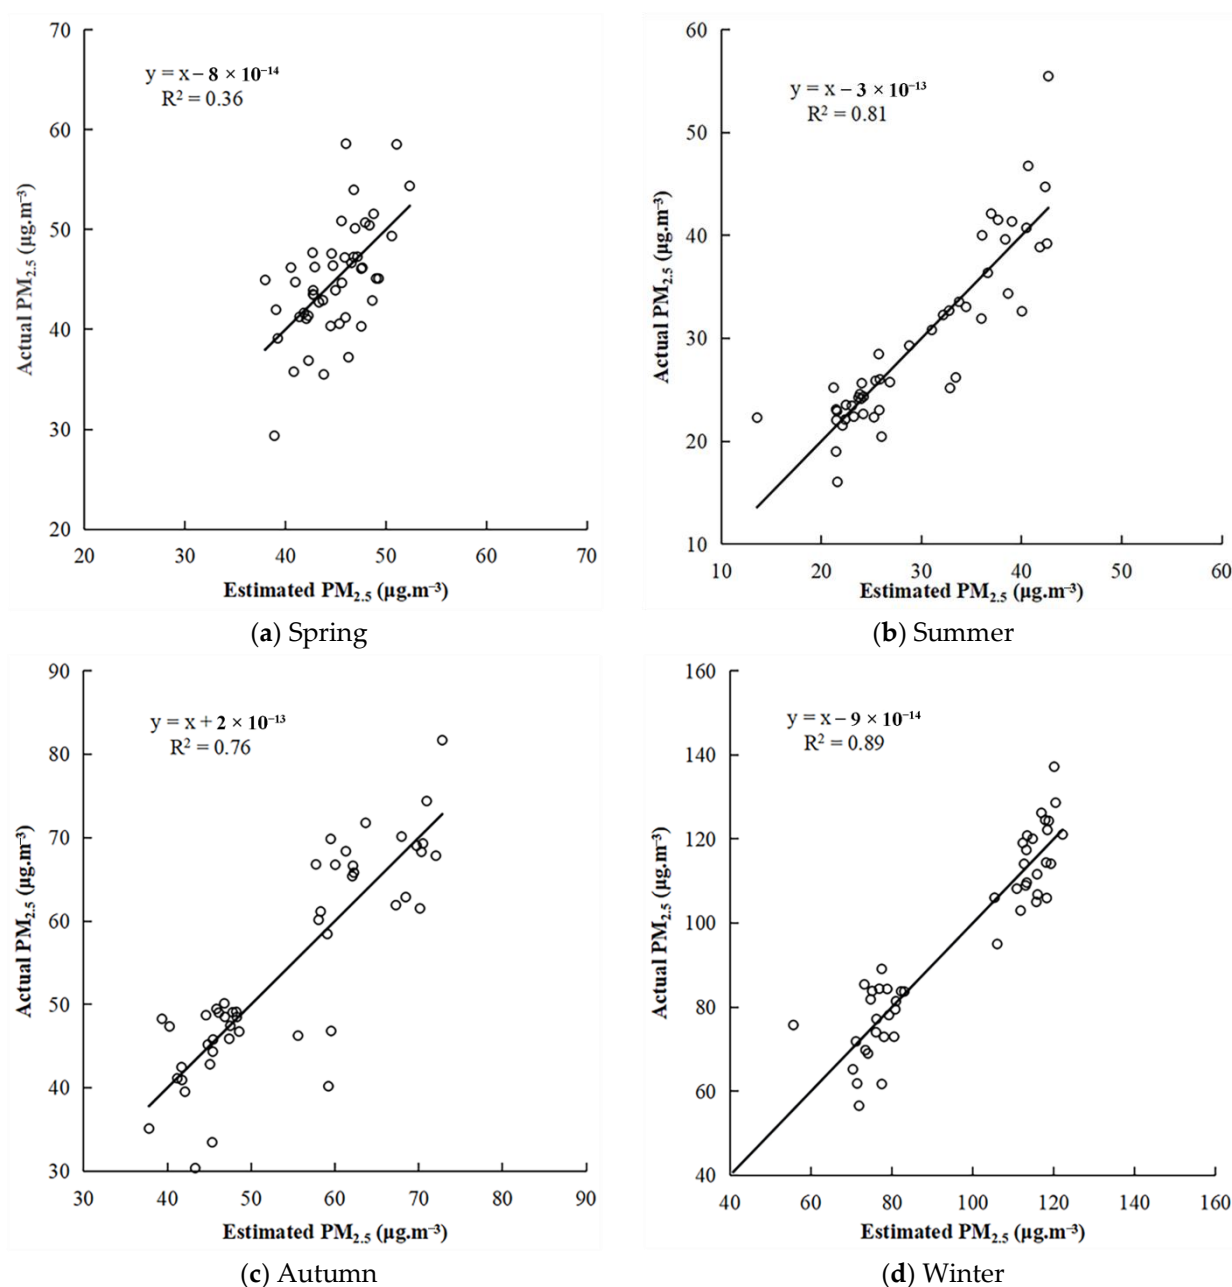 70
60
50
40
30
20
y = x − 8 × 10⁻¹⁴
R² = 0.36
Actual PM₂.₅ (µg.m⁻³)
20 30 40 50 60 70
Estimated PM₂.₅ (µg.m⁻³)
(a) Spring
60
50
40
30
20
10
y = x − 3 × 10⁻¹³
R² = 0.81
Actual PM₂.₅ (µg.m⁻³)
10 20 30 40 50 60
Estimated PM₂.₅ (µg.m⁻³)
(b) Summer
90
80
70
60
50
40
30
y = x + 2 × 10⁻¹³
R² = 0.76
Actual PM₂.₅ (µg.m⁻³)
30 40 50 60 70 80 90
Estimated PM₂.₅ (µg.m⁻³)
(c) Autumn
160
140
120
100
80
60
40
y = x − 9 × 10⁻¹⁴
R² = 0.89
Actual PM₂.₅ (µg.m⁻³)
40 60 80 100 120 140 160
Estimated PM₂.₅ (µg.m⁻³)
(d) Winter